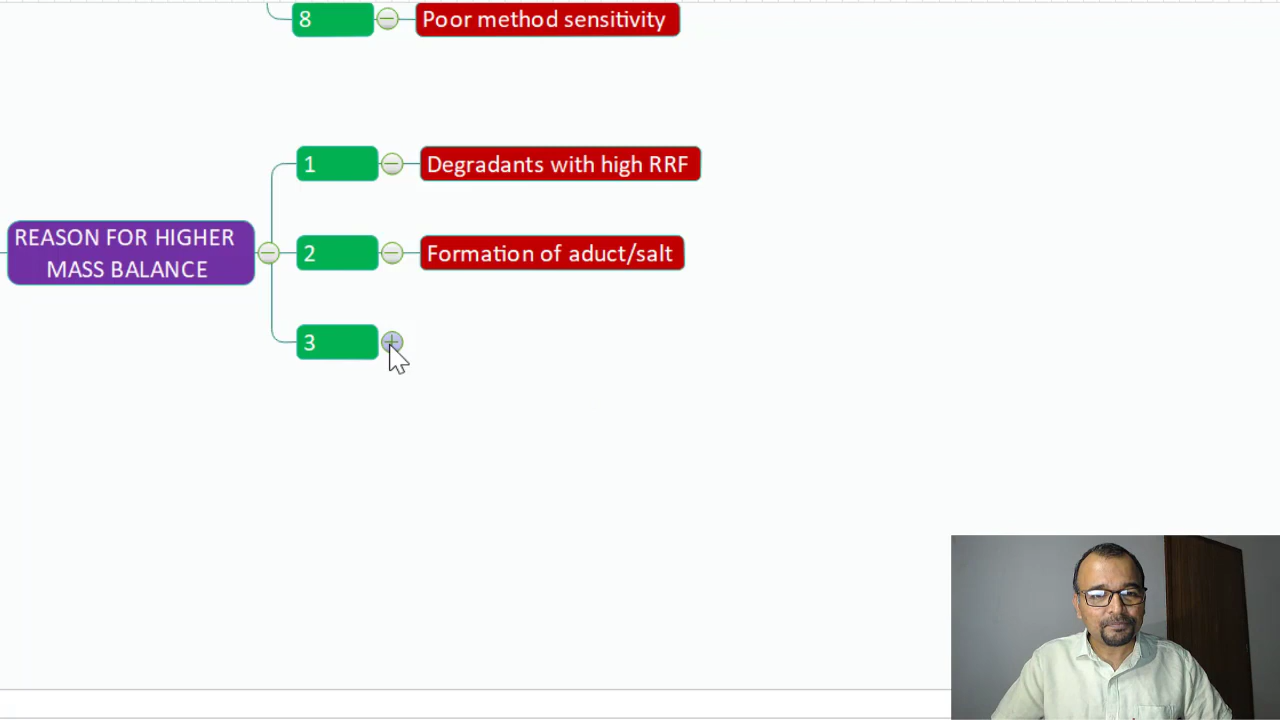 8
Poor method sensitivity
1
Degradants with high RRF
REASON FOR HIGHER
MASS BALANCE
2
Formation of aduct/salt
3